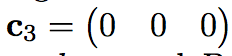 c₃ = (0 0 0)